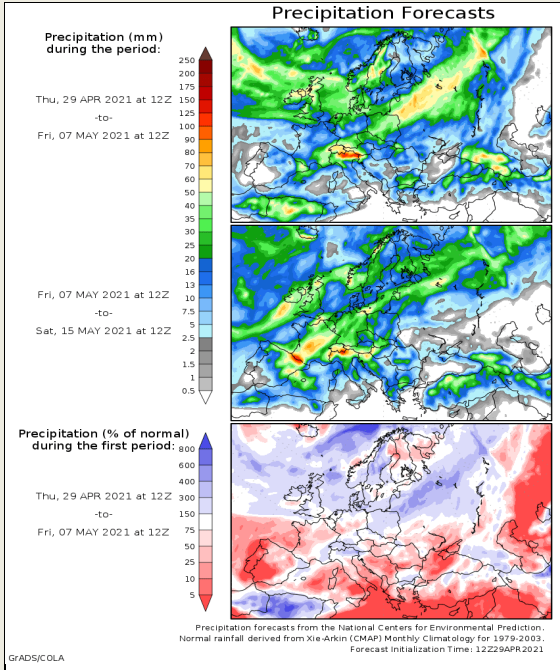 Precipitation Forecasts
Precipitation (mm)
during the period:
Thu, 29 APR 2021 at 12Z
-to-
Fri, 07 MAY 2021 at 12Z
250
200
175
150
125
100
90
80
70
60
50
40
35
30
25
20
16
13
10
7.5
5
2.5
2
1.5
1
0.5
Fri, 07 MAY 2021 at 12Z
-to-
Sat, 15 MAY 2021 at 12Z
Precipitation (% of normal)
during the first period:
Thu, 29 APR 2021 at 12Z
-to-
Fri, 07 MAY 2021 at 12Z
800
600
400
300
150
75
50
25
10
5
Precipitation forecasts from the National Centers for Environmental Prediction.
Normal rainfall derived from Xie-Arkin (CMAP) Monthly Climatology for 1979-2003.
Forecast Initialization Time: 12Z29APR2021
GrADS/COLA